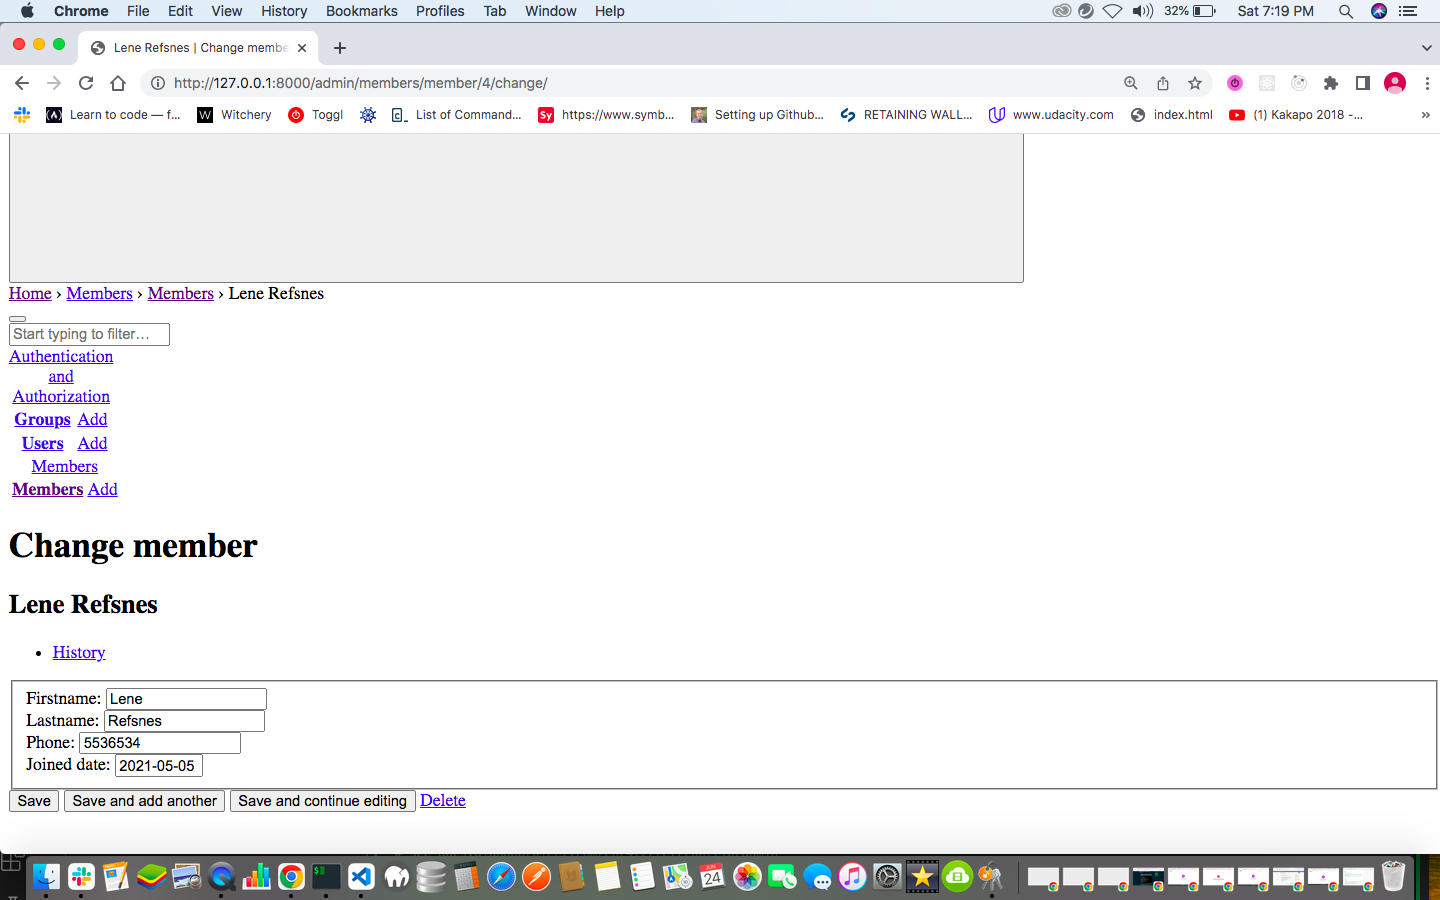 Chrome File Edit View History Bookmarks Profiles Tab Window Help 32% Sat 7:19 PM
Lene Refsnes | Change membe
http://127.0.0.1:8000/admin/members/member/4/change/
Learn to code — f... W Witchery Toggl List of Command... Sy https://www.symb... Setting up Github... RETAINING WALL... www.udacity.com index.html (1) Kakapo 2018 -... »
Home › Members › Members › Lene Refsnes
Start typing to filter...
Authentication
and
Authorization
Groups Add
Users Add
Members
Members Add
Change member
Lene Refsnes
• History
Firstname: Lene
Lastname: Refsnes
Phone: 5536534
Joined date: 2021-05-05
Save Save and add another Save and continue editing Delete
JUN
24